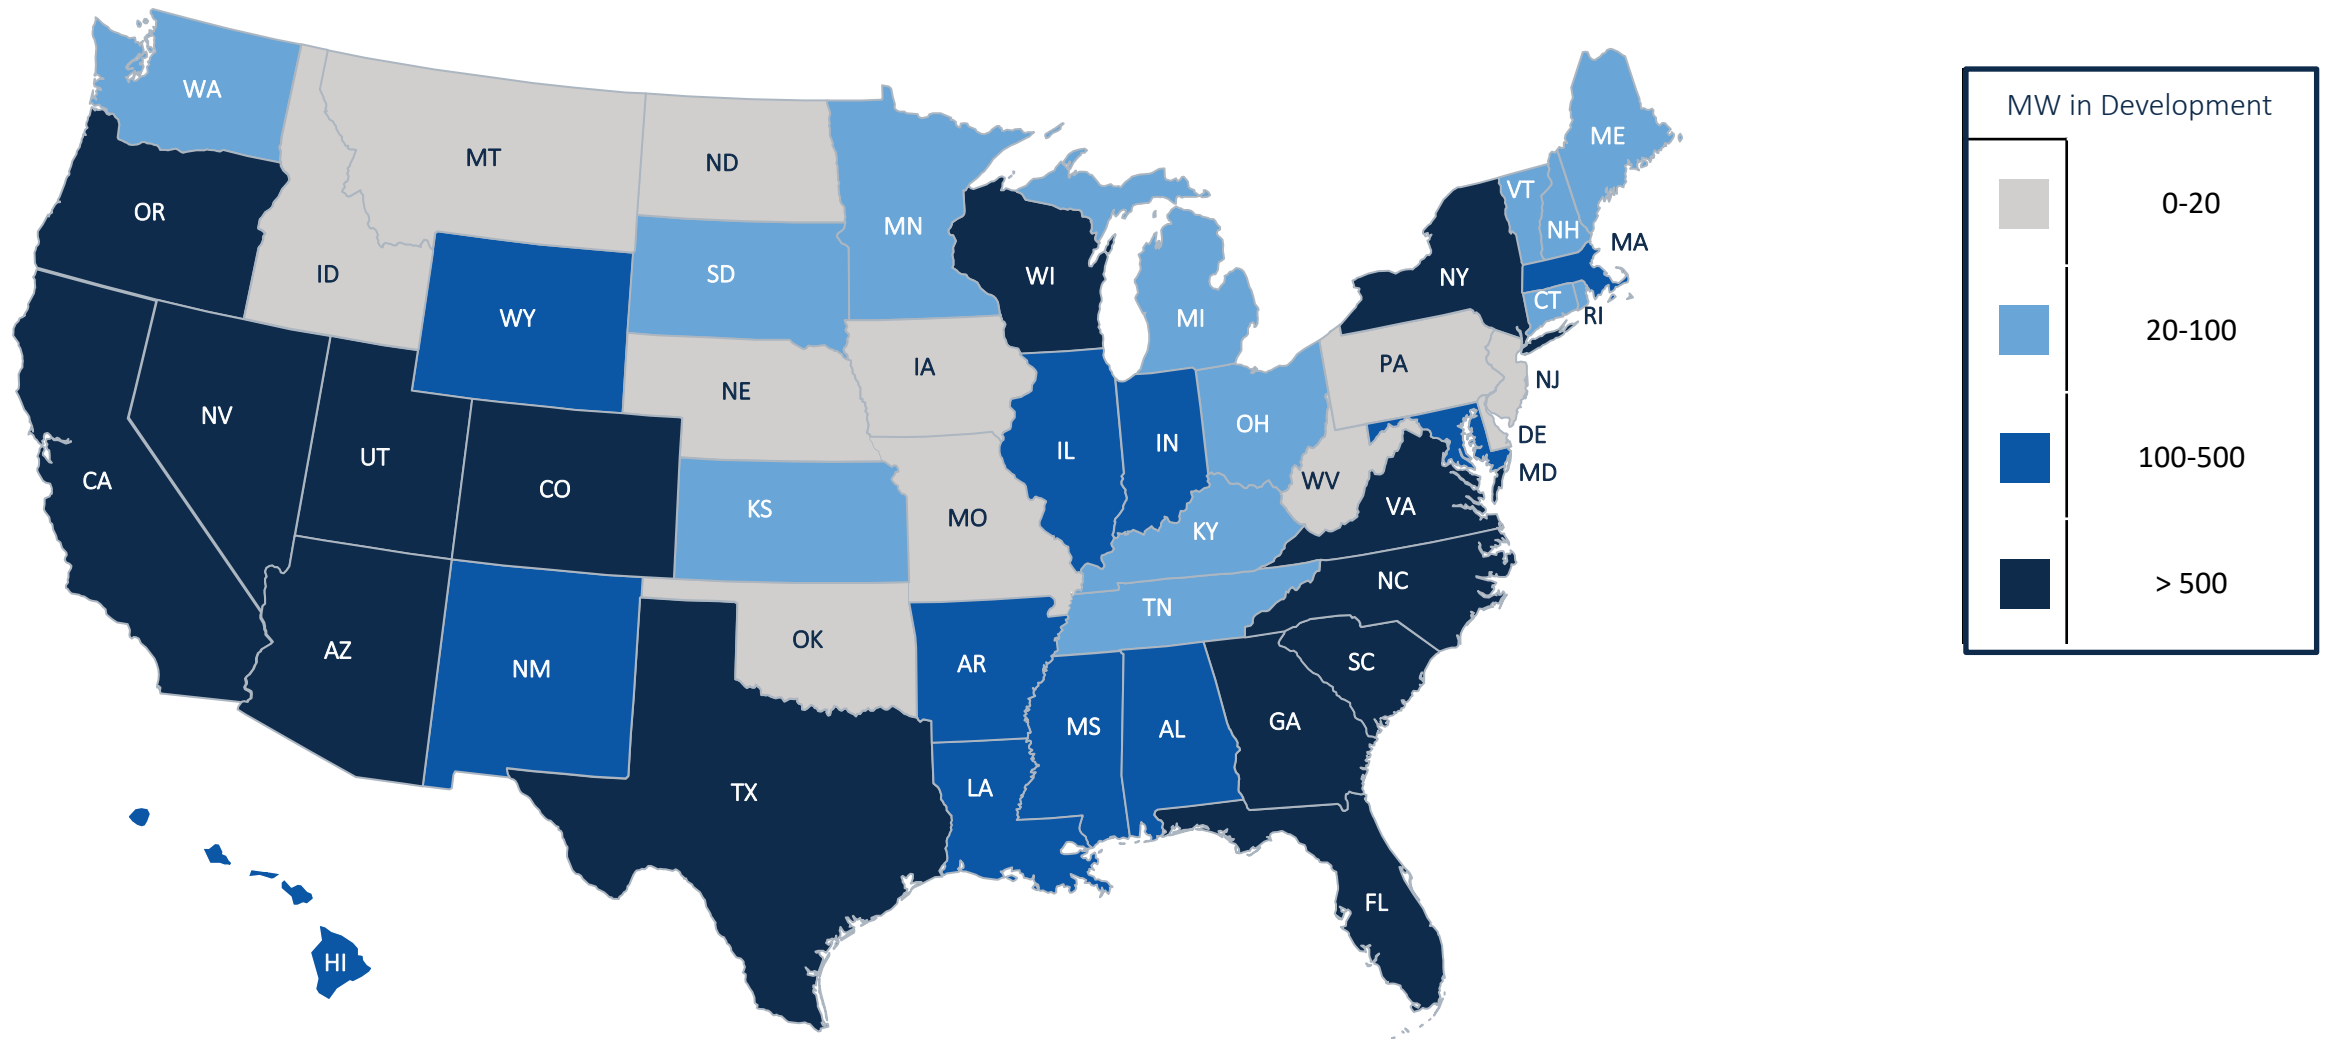 WA
MT
ND
OR
ID
MN
SD
WY
WI
MI
ME
VT
NH
MA
NY
CT
RI
PA
NJ
DE
MD
IA
NE
NV
UT
CO
CA
KS
MO
IL
IN
OH
WV
KY
VA
NC
TN
SC
OK
AR
AZ
NM
MS
AL
GA
TX
LA
FL
HI
MW in Development
0-20
20-100
100-500
> 500